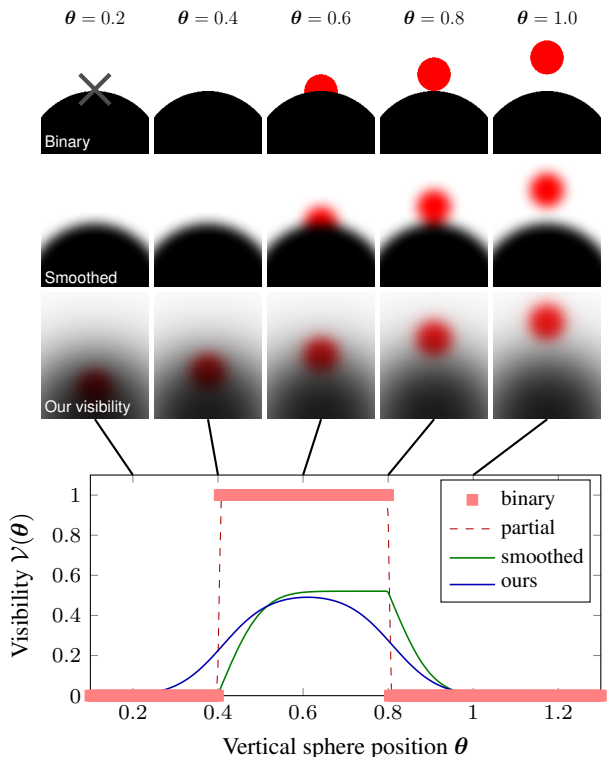 θ = 0.2 θ = 0.4 θ = 0.6 θ = 0.8 θ = 1.0
Binary
Smoothed
Our visibility
1
0.8
0.6
0.4
0.2
0
Visibility 𝒱(θ)
binary
partial
smoothed
ours
0.2 0.4 0.6 0.8 1 1.2
Vertical sphere position θ